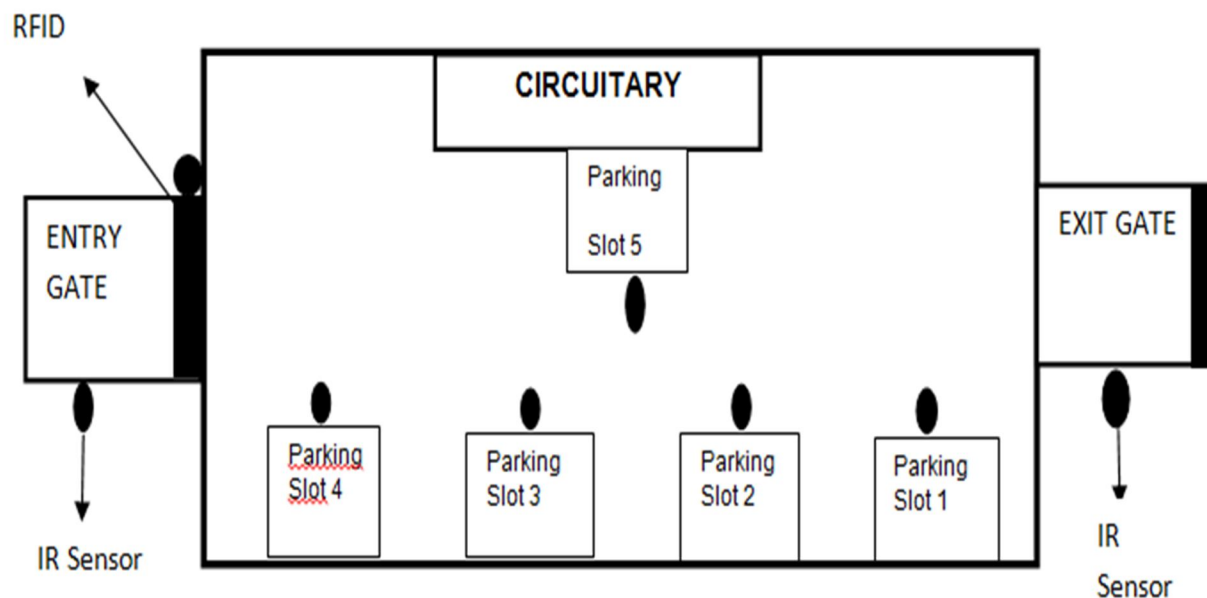 RFID
CIRCUITARY
Parking
Slot 5
ENTRY
GATE
EXIT GATE
Parking
Slot 4
Parking
Slot 3
Parking
Slot 2
Parking
Slot 1
IR Sensor
IR
Sensor